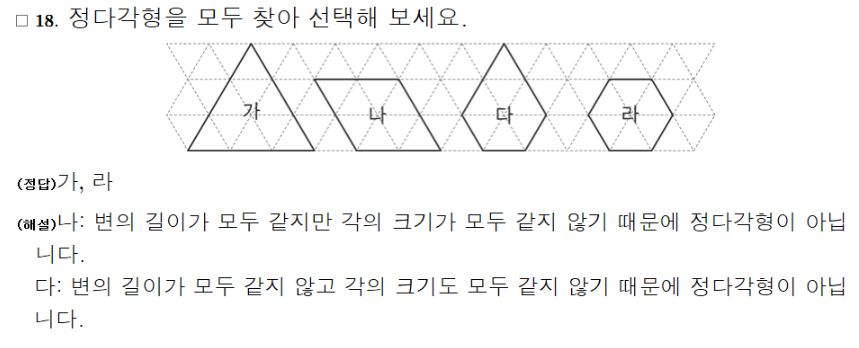 □ 18. 정다각형을 모두 찾아 선택해 보세요.
가 나 다 라
(정답)가, 라
(해설)나: 변의 길이가 모두 같지만 각의 크기가 모두 같지 않기 때문에 정다각형이 아닙
니다.
다: 변의 길이가 모두 같지 않고 각의 크기도 모두 같지 않기 때문에 정다각형이 아닙
니다.